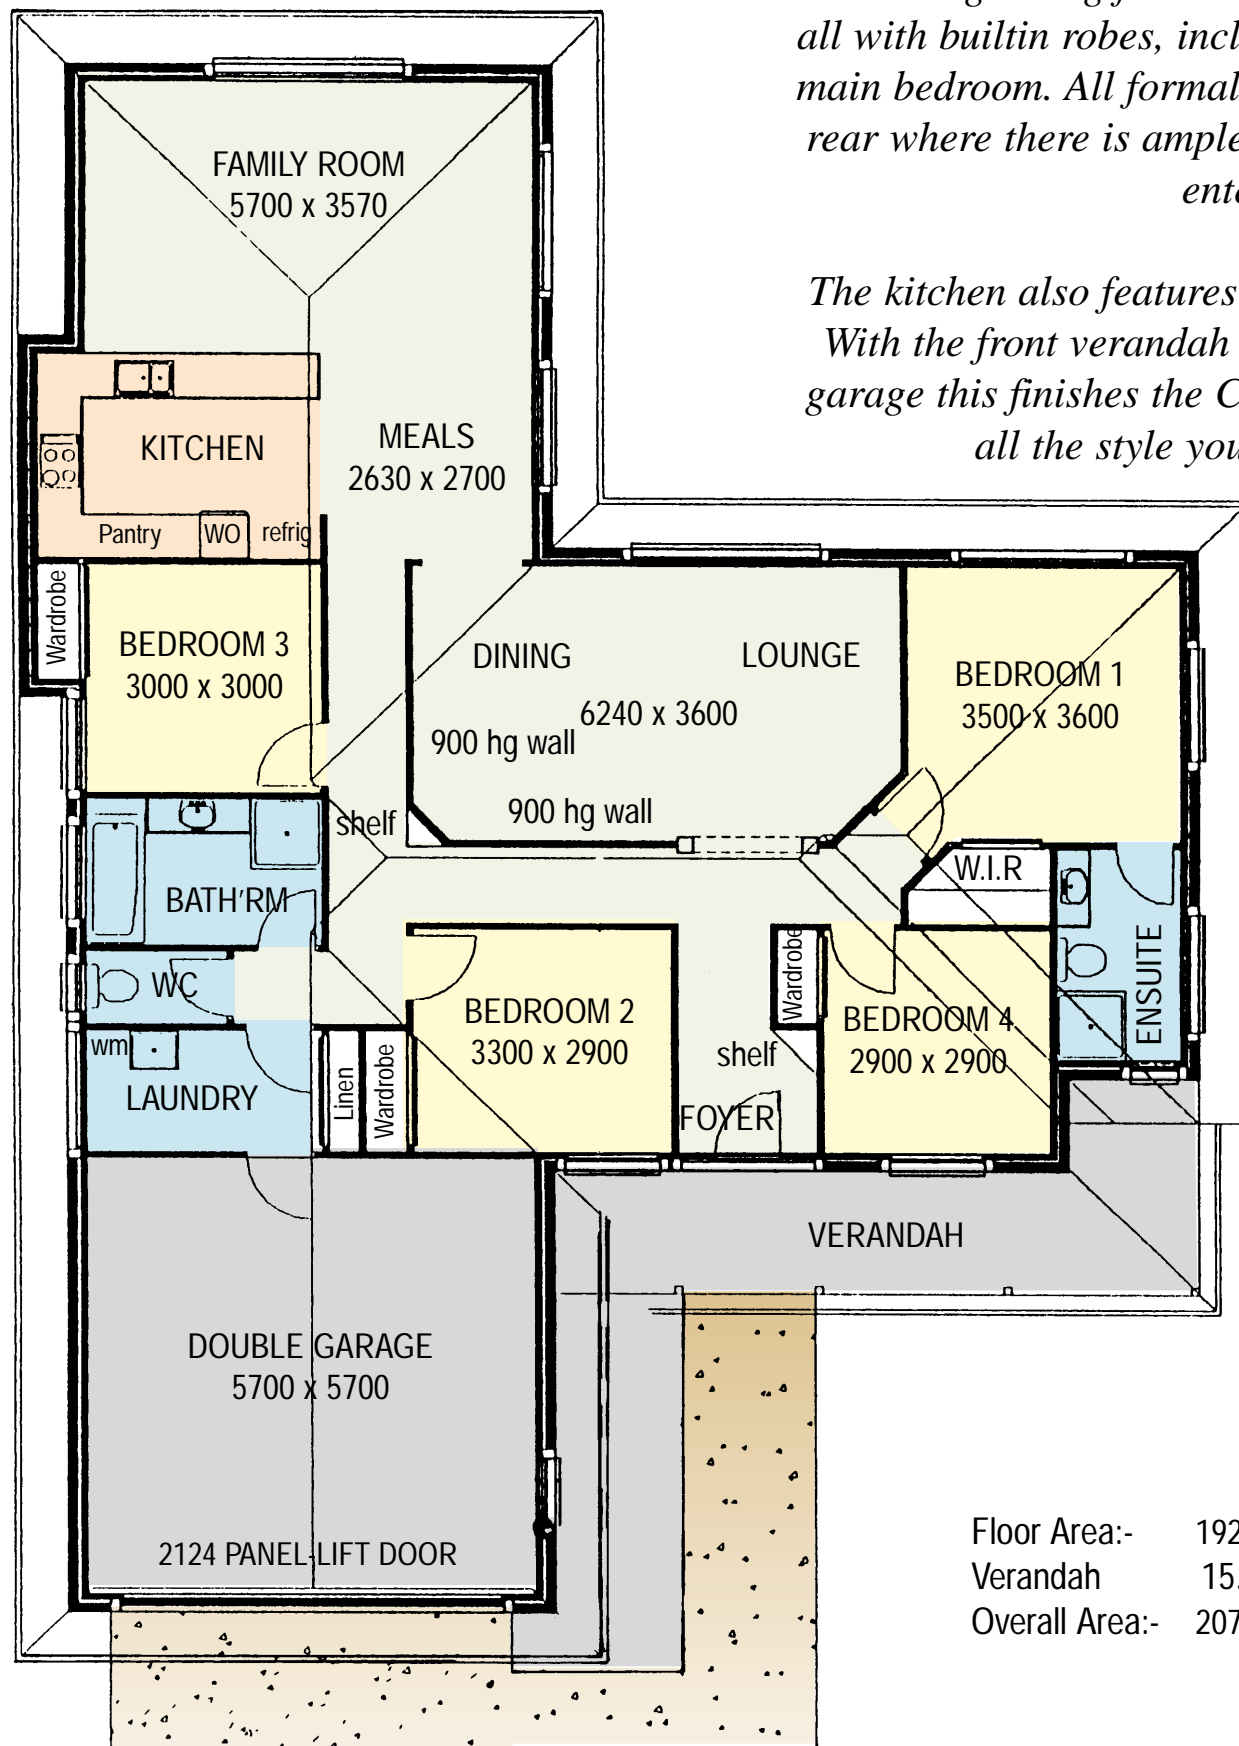 all with builtin robes, incl
main bedroom. All formal
rear where there is ample
ent
The kitchen also features
With the front verandah
garage this finishes the C
all the style you
FAMILY ROOM
5700 x 3570
KITCHEN
MEALS
2630 x 2700
Pantry
WO
refrig
Wardrobe
BEDROOM 3
3000 x 3000
DINING
LOUNGE
6240 x 3600
900 hg wall
900 hg wall
BEDROOM 1
3500 x 3600
shelf
W.I.R
BATH'RM
ENSUITE
WC
BEDROOM 2
3300 x 2900
Wardrobe
BEDROOM 4
2900 x 2900
wm
LAUNDRY
Linen
Wardrobe
shelf
FOYER
VERANDAH
DOUBLE GARAGE
5700 x 5700
2124 PANEL LIFT DOOR
Floor Area:- 192
Verandah 15.
Overall Area:- 207